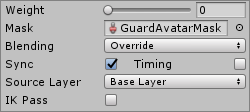 Weight 0
Mask GuardAvatarMask
Blending Override
Sync Timing
Source Layer Base Layer
IK Pass